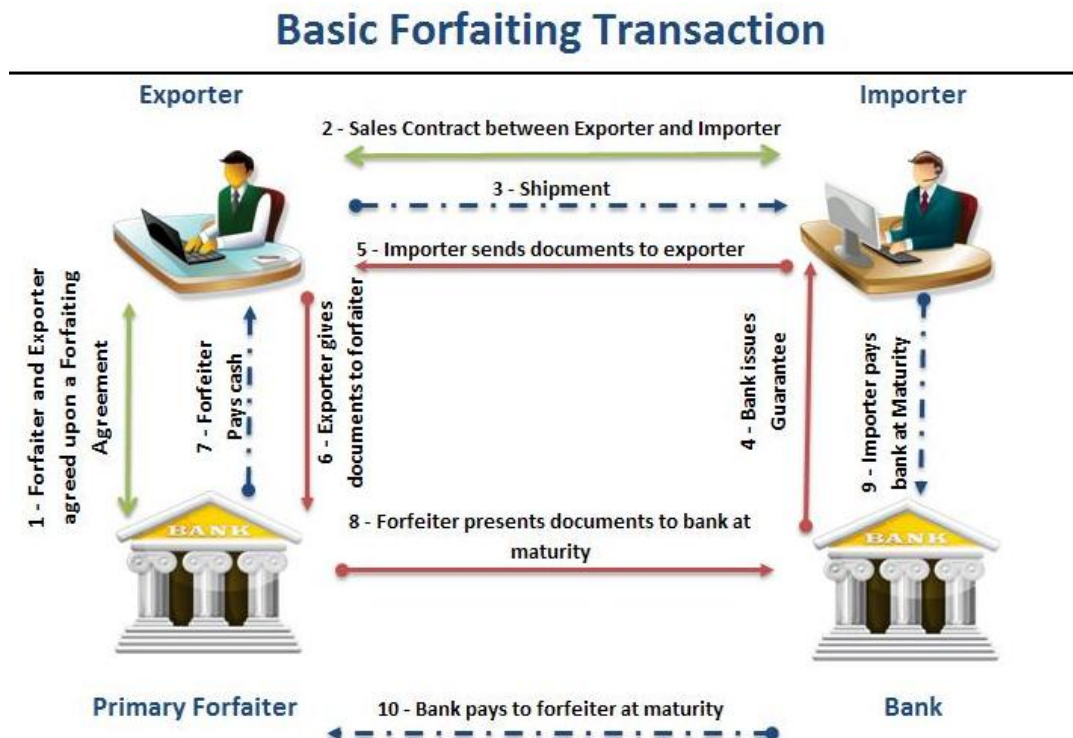 Basic Forfaiting Transaction
Exporter
Importer
2 - Sales Contract between Exporter and Importer
3 - Shipment
5 - Importer sends documents to exporter
1 - Forfaiter and Exporter
agreed upon a Forfaiting
Agreement
7 - Forfeiter
Pays cash
6 - Exporter gives
documents to forfaiter
4 - Bank issues
Guarantee
9 - Importer pays
bank at Maturity
8 - Forfeiter presents documents to bank at
maturity
BANK
BANK
Primary Forfaiter
10 - Bank pays to forfeiter at maturity
Bank